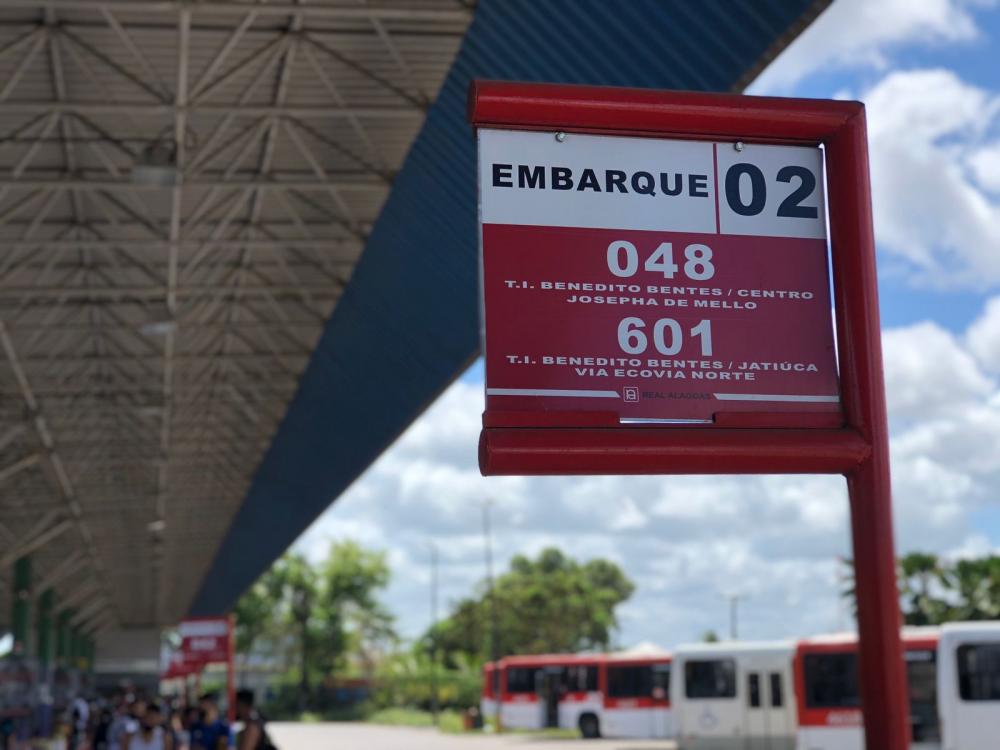 EMBARQUE 02
048
T.I. BENEDITO BENTES / CENTRO
JOSEPHA DE MELLO
601
T.I. BENEDITO BENTES / JATIÚCA
VIA ECOVIA NORTE
REAL ALAGOAS